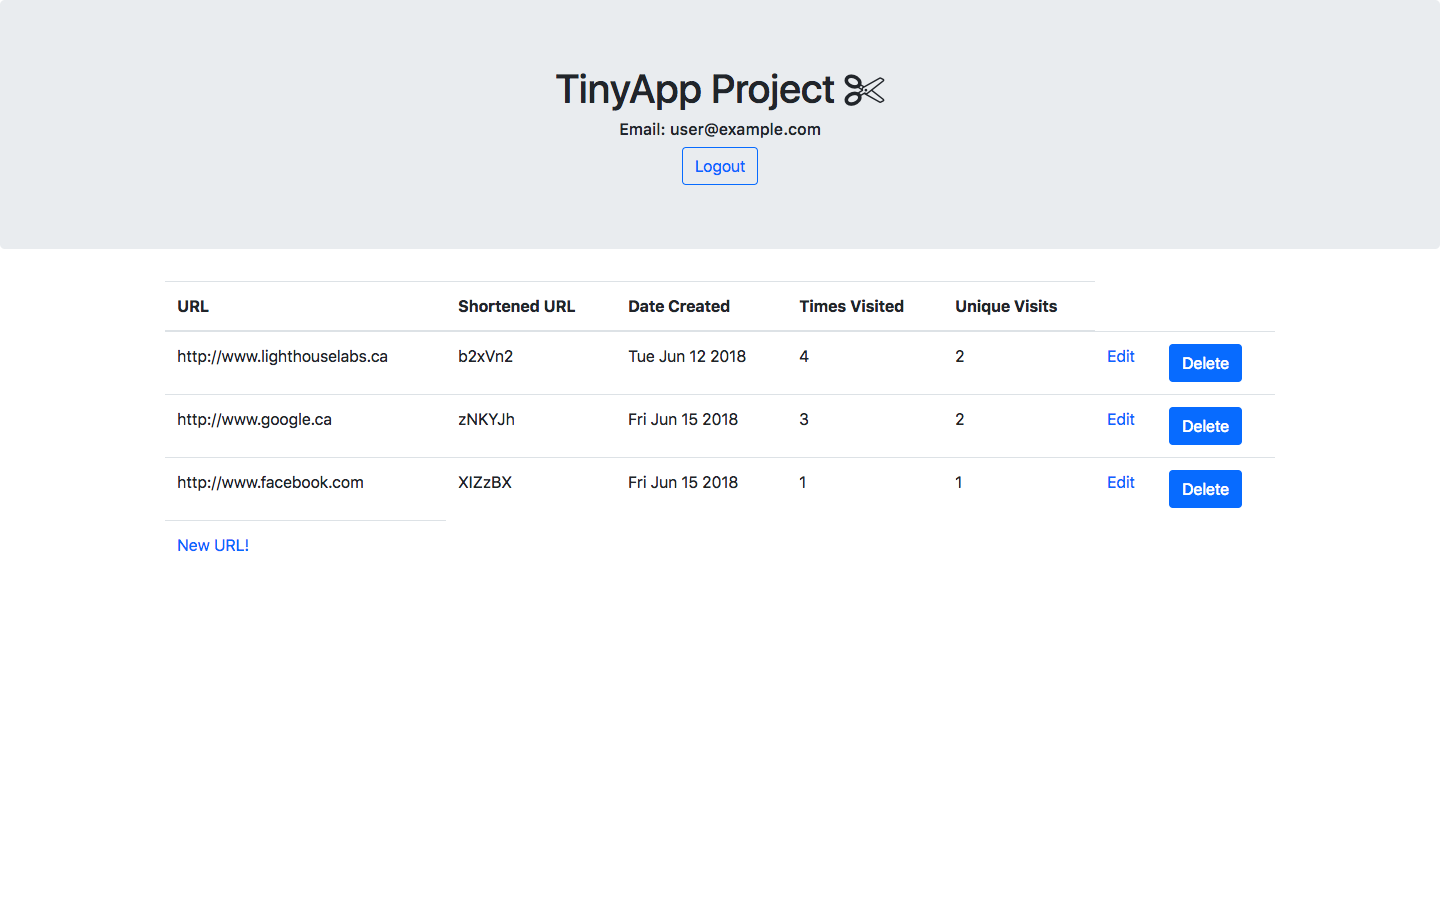 TinyApp Project ✄
Email: user@example.com
Logout
URL Shortened URL Date Created Times Visited Unique Visits
http://www.lighthouselabs.ca b2xVn2 Tue Jun 12 2018 4 2 Edit Delete
http://www.google.ca zNKYJh Fri Jun 15 2018 3 2 Edit Delete
http://www.facebook.com XIZzBX Fri Jun 15 2018 1 1 Edit Delete
New URL!